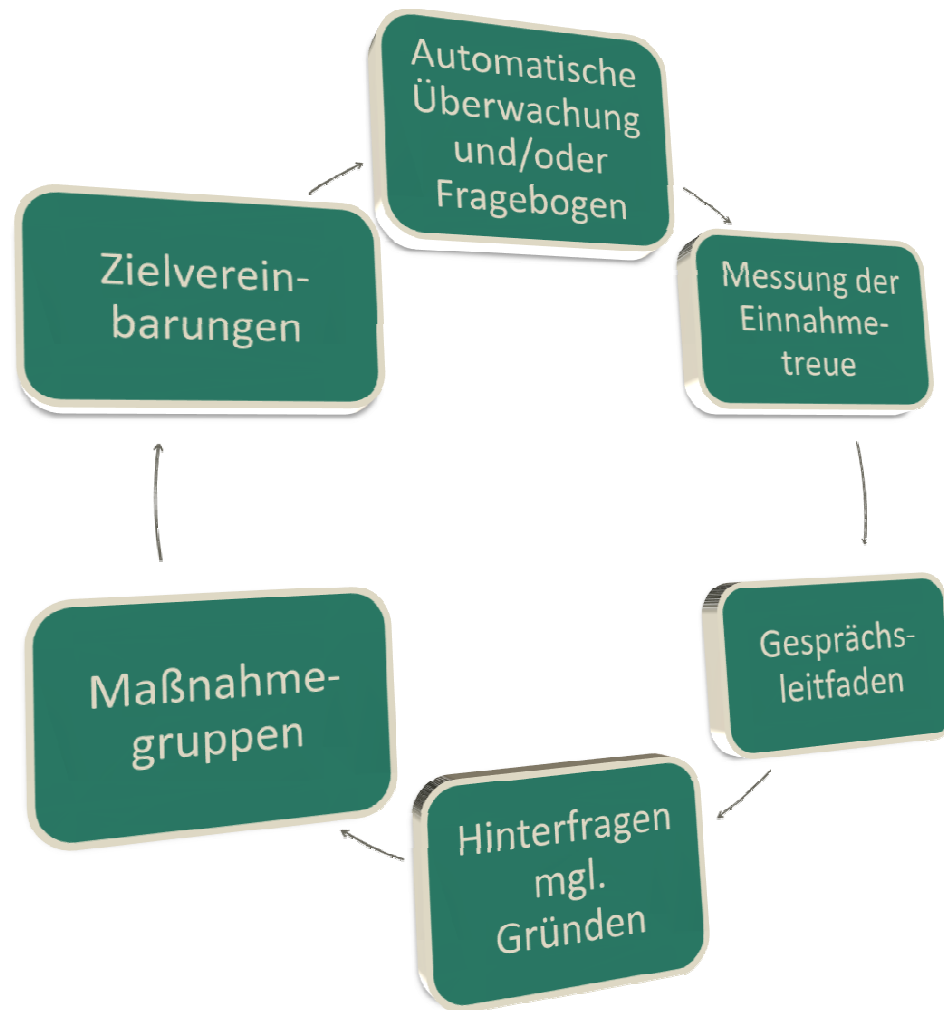 Automatische
Überwachung
und/oder
Fragebogen
Messung der
Einnahme-
treue
Gesprächs-
leitfaden
Hinterfragen
mgl.
Gründen
Maßnahme-
gruppen
Zielverein-
barungen